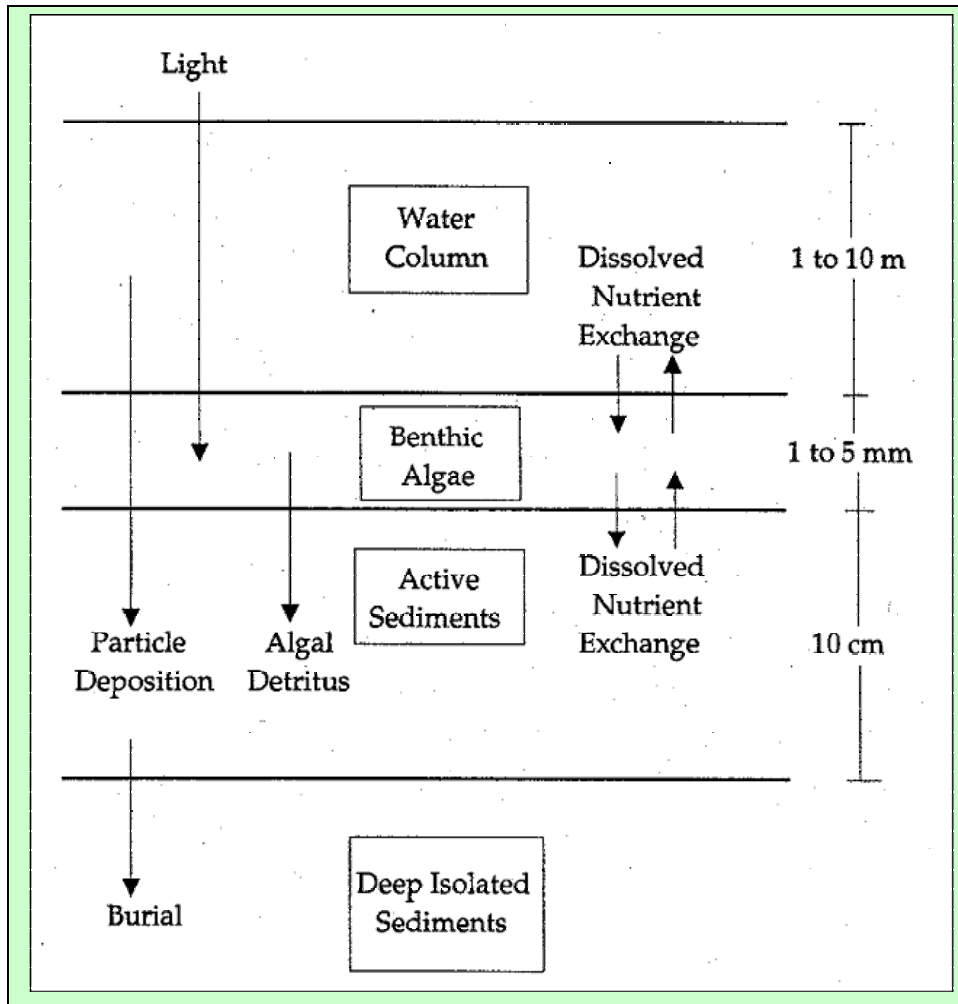 Light
Water
Column
Dissolved
Nutrient
Exchange
1 to 10 m
Benthic
Algae
1 to 5 mm
Active
Sediments
Dissolved
Nutrient
Exchange
Particle
Deposition
Algal
Detritus
10 cm
Deep Isolated
Sediments
Burial